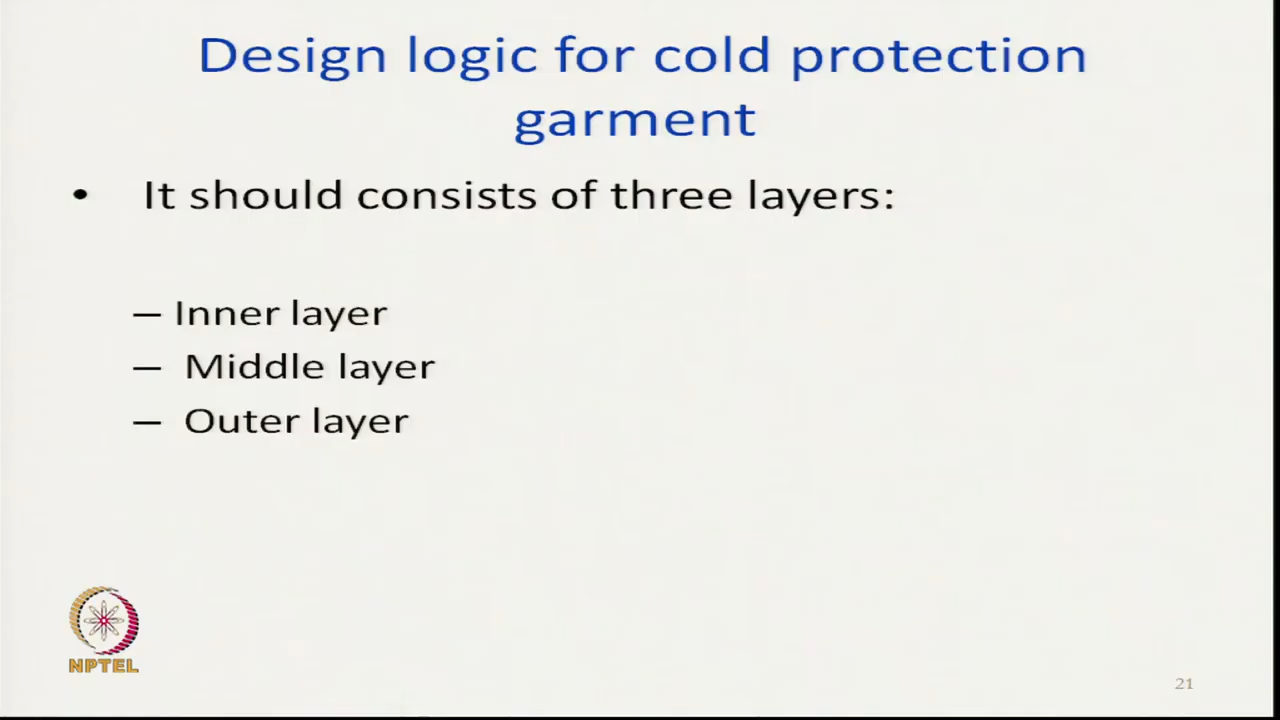 Design logic for cold protection
garment
• It should consists of three layers:
– Inner layer
– Middle layer
– Outer layer
NPTEL
21